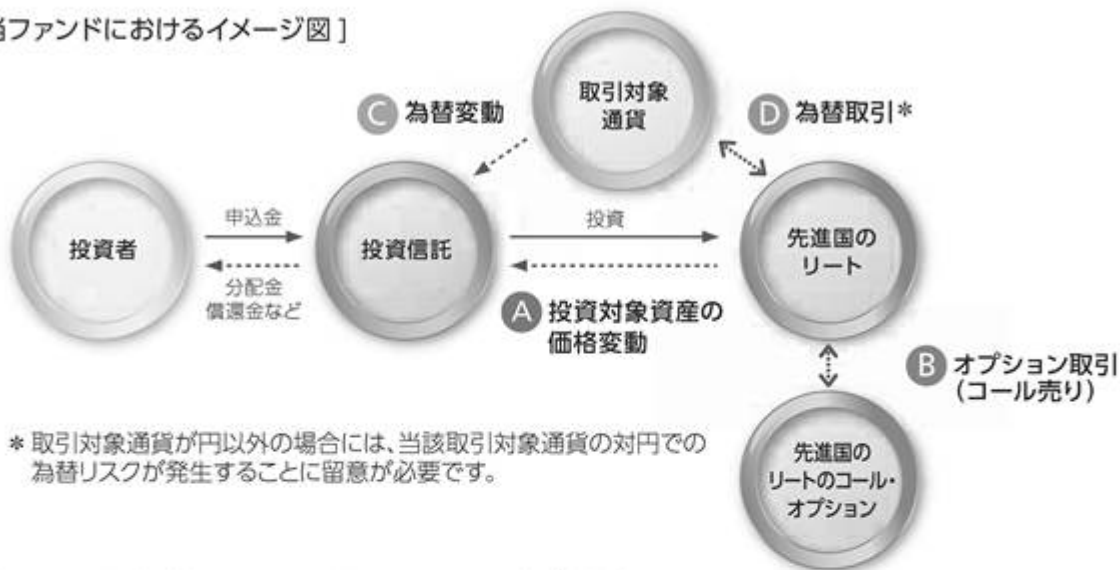 当ファンドにおけるイメージ図 ]
取引対象
通貨
C 為替変動
D 為替取引*
投資者
申込金
分配金
償還金など
投資信託
投資
先進国の
リート
A 投資対象資産の
価格変動
B オプション取引
(コール売り)
* 取引対象通貨が円以外の場合には、当該取引対象通貨の対円での
為替リスクが発生することに留意が必要です。
先進国の
リートのコール・
オプション